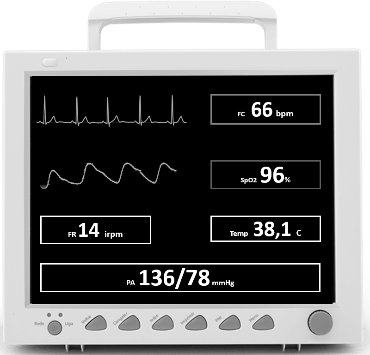 FC 66 bpm
SpO2 96%
FR 14 irpm
Temp 38,1 C
PA 136/78 mmHg